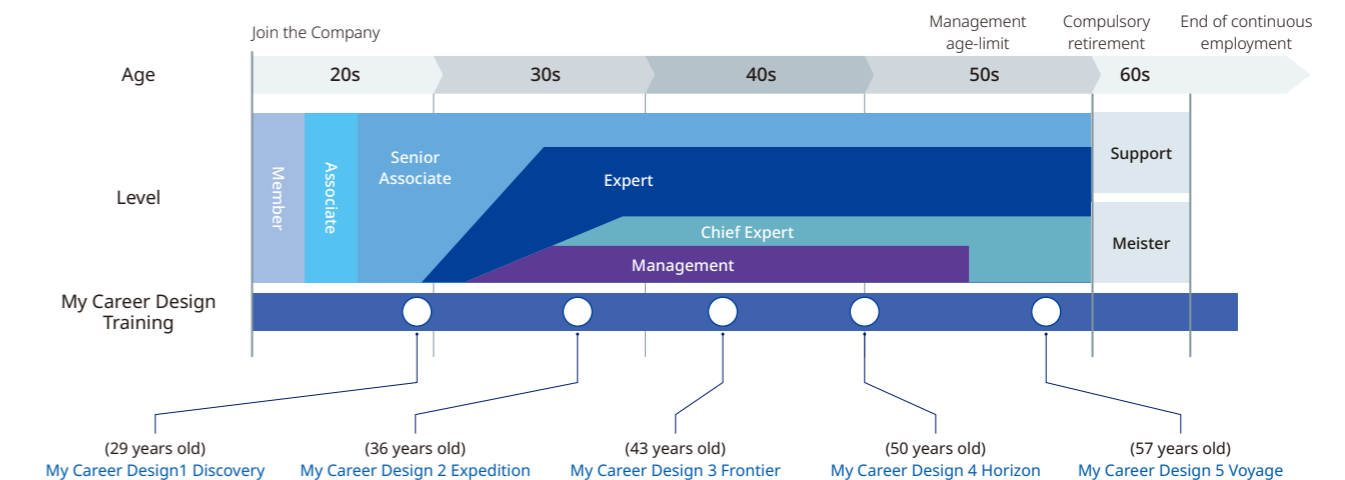 Join the Company
Management
age-limit
Compulsory
retirement
End of continuous
employment
Age
20s
30s
40s
50s
60s
Level
Member
Associate
Senior
Associate
Expert
Chief Expert
Management
Support
Meister
My Career Design
Training
(29 years old)
My Career Design1 Discovery
(36 years old)
My Career Design 2 Expedition
(43 years old)
My Career Design 3 Frontier
(50 years old)
My Career Design 4 Horizon
(57 years old)
My Career Design 5 Voyage